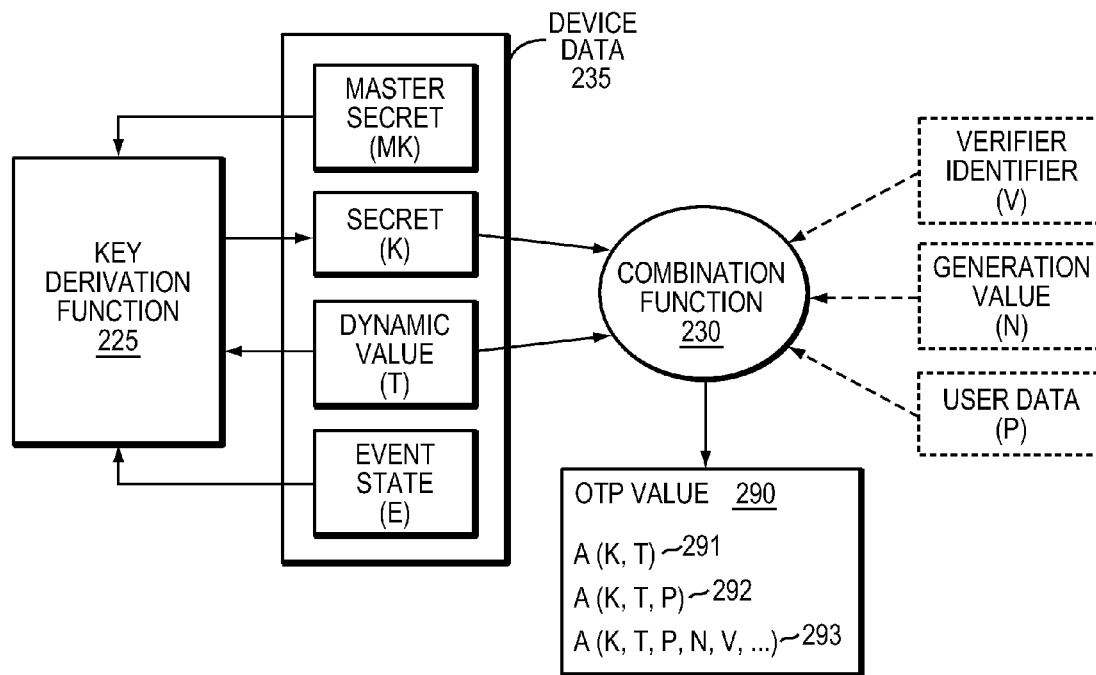 DEVICE
DATA
235
MASTER
SECRET
(MK)
SECRET
(K)
DYNAMIC
VALUE
(T)
EVENT
STATE
(E)
KEY
DERIVATION
FUNCTION
225
COMBINATION
FUNCTION
230
VERIFIER
IDENTIFIER
(V)
GENERATION
VALUE
(N)
USER DATA
(P)
OTP VALUE 290
A (K, T) ~291
A (K, T, P) ~292
A (K, T, P, N, V, ...) ~293